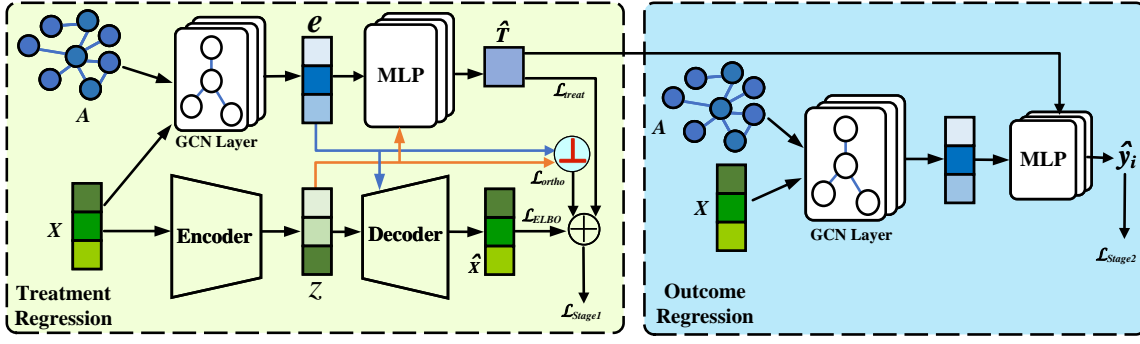 A
GCN Layer
e
MLP
T̂
ℒtreat
ℒortho
X
Encoder
z
Decoder
X̂
ℒELBO
ℒStage1
Treatment
Regression
A
X
GCN Layer
MLP
ŷi
ℒStage2
Outcome
Regression